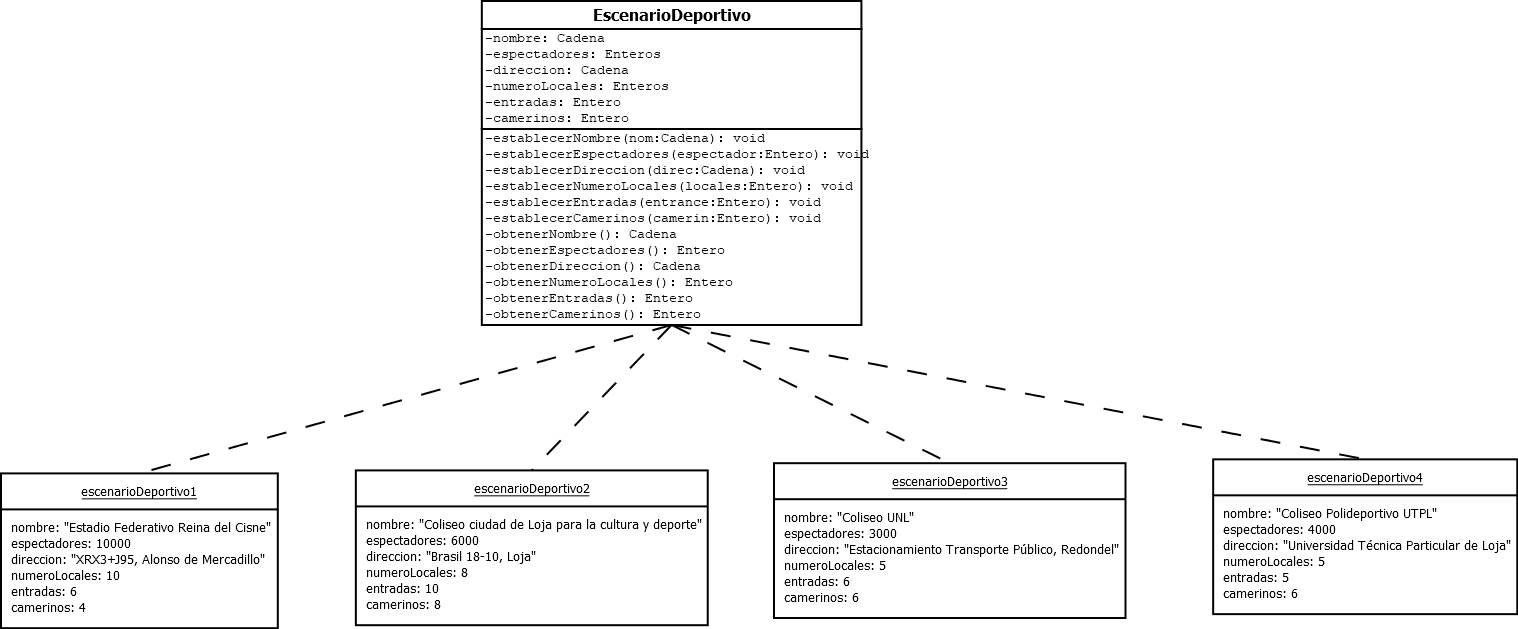 EscenarioDeportivo
-nombre: Cadena
-espectadores: Enteros
-direccion: Cadena
-numeroLocales: Enteros
-entradas: Entero
-camerinos: Entero
-establecerNombre(nom:Cadena): void
-establecerEspectadores(espectador:Entero): void
-establecerDireccion(direc:Cadena): void
-establecerNumeroLocales(locales:Entero): void
-establecerEntradas(entrance:Entero): void
-establecerCamerinos(camerin:Entero): void
-obtenerNombre(): Cadena
-obtenerEspectadores(): Entero
-obtenerDireccion(): Cadena
-obtenerNumeroLocales(): Entero
-obtenerEntradas(): Entero
-obtenerCamerinos(): Entero
escenarioDeportivo1
nombre: "Estadio Federativo Reina del Cisne"
espectadores: 10000
direccion: "XRX3+J95, Alonso de Mercadillo"
numeroLocales: 10
entradas: 6
camerinos: 4
escenarioDeportivo2
nombre: "Coliseo ciudad de Loja para la cultura y deporte"
espectadores: 6000
direccion: "Brasil 18-10, Loja"
numeroLocales: 8
entradas: 10
camerinos: 8
escenarioDeportivo3
nombre: "Coliseo UNL"
espectadores: 3000
direccion: "Estacionamiento Transporte Público, Redondel"
numeroLocales: 5
entradas: 6
camerinos: 6
escenarioDeportivo4
nombre: "Coliseo Polideportivo UTPL"
espectadores: 4000
direccion: "Universidad Técnica Particular de Loja"
numeroLocales: 5
entradas: 5
camerinos: 6